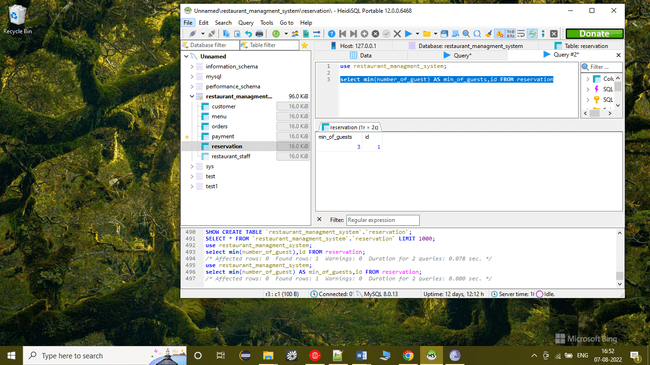 Recycle Bin
Unnamed\restaurant_managment_system\reservation\ - HeidiSQL Portable 12.0.0.6468
File Edit Search Query Tools Go to Help
Donate
Database filter Table filter
Host: 127.0.0.1 Database: restaurant_managment_system Table: reservation
Data Query* Query #2*
Unnamed
information_schema
mysql
performance_schema
restaurant_managment... 96.0 KiB
customer 16.0 KiB
menu 16.0 KiB
orders 16.0 KiB
payment 16.0 KiB
reservation 16.0 KiB
restaurant_staff 16.0 KiB
sys
test
test1
1 use restaurant_managment_system;
2
3 select min(number_of_guest) AS min_of_guests,id FROM reservation
Filter...
SQL
SQL
reservation (1r × 2c)
min_of_guests id
3 1
Filter: Regular expression
490 SHOW CREATE TABLE `restaurant_managment_system`.`reservation`;
491 SELECT * FROM `restaurant_managment_system`.`reservation` LIMIT 1000;
492 use restaurant_managment_system;
493 select min(number_of_guest),id FROM reservation;
494 /* Affected rows: 0 Found rows: 1 Warnings: 0 Duration for 2 queries: 0.078 sec. */
495 use restaurant_managment_system;
496 select min(number_of_guest) AS min_of_guests,id FROM reservation;
497 /* Affected rows: 0 Found rows: 1 Warnings: 0 Duration for 2 queries: 0.000 sec. */
r3 : c1 (100 B) Connected: 0 MySQL 8.0.13 Uptime: 12 days, 12:12 h Server time: 1 Idle.
Microsoft Bing
Type here to search
ENG
16:52
07-08-2022